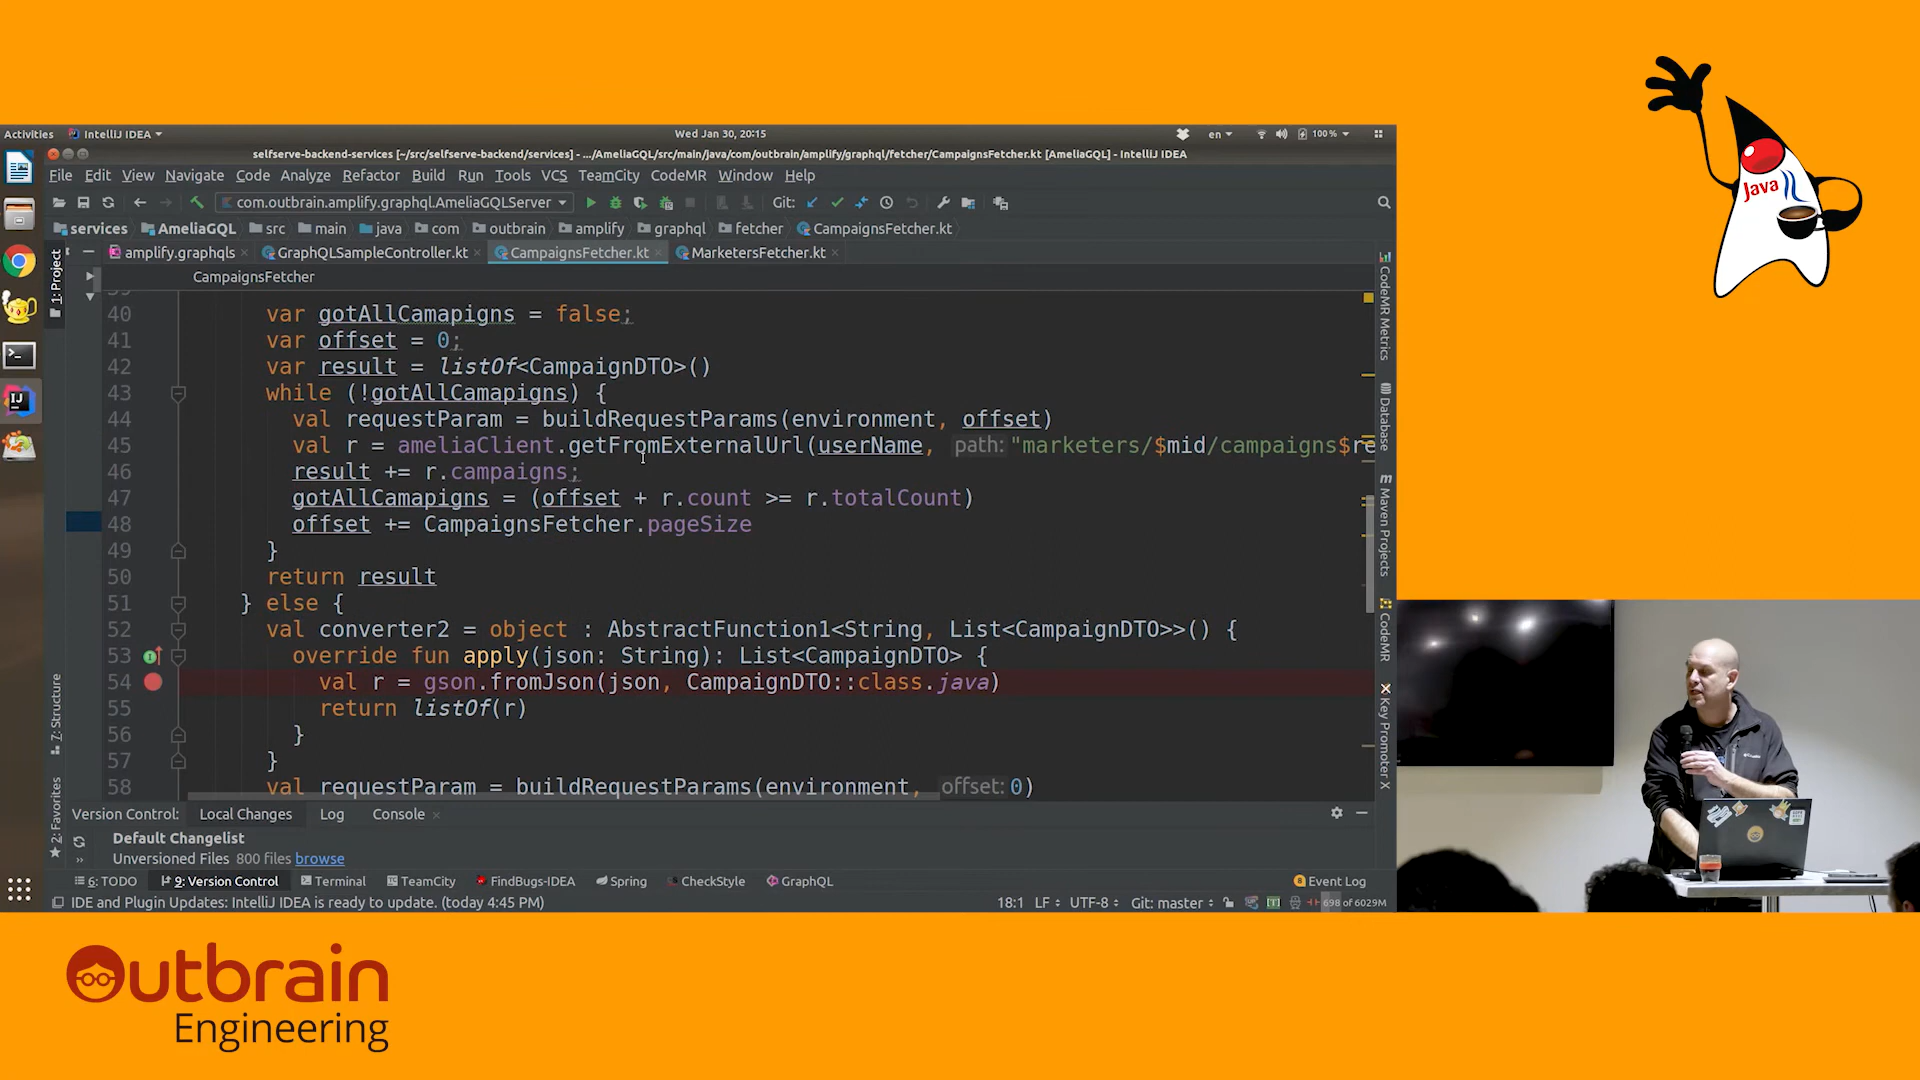 Activities
IntelliJ IDEA
Wed Jan 30, 20:15
en
100%
selfserve-backend-services [~/src/selfserve-backend/services] - .../AmeliaGQL/src/main/java/com/outbrain/amplify/graphql/fetcher/CampaignsFetcher.kt [AmeliaGQL] - IntelliJ IDEA
File Edit View Navigate Code Analyze Refactor Build Run Tools VCS TeamCity CodeMR Window Help
com.outbrain.amplify.graphql.AmeliaGQLServer
Git:
services AmeliaGQL src main java com outbrain amplify graphql fetcher CampaignsFetcher.kt
amplify.graphqls GraphQLSampleController.kt CampaignsFetcher.kt MarketersFetcher.kt
CampaignsFetcher
40 var gotAllCamapigns = false;
41 var offset = 0;
42 var result = listOf<CampaignDTO>()
43 while (!gotAllCamapigns) {
44 val requestParam = buildRequestParams(environment, offset)
45 val r = ameliaClient.getFromExternalUrl(userName, path: "marketers/$mid/campaigns$re
46 result += r.campaigns;
47 gotAllCamapigns = (offset + r.count >= r.totalCount)
48 offset += CampaignsFetcher.pageSize
49 }
50 return result
51 } else {
52 val converter2 = object : AbstractFunction1<String, List<CampaignDTO>>() {
53 override fun apply(json: String): List<CampaignDTO> {
54 val r = gson.fromJson(json, CampaignDTO::class.java)
55 return listOf(r)
56 }
57 }
58 val requestParam = buildRequestParams(environment, offset: 0)
1: Project
7: Structure
2: Favorites
CodeMR Metrics
Database
Maven Projects
CodeMR
Key Promoter X
Version Control: Local Changes Log Console
Default Changelist
Unversioned Files 800 files browse
6: TODO 9: Version Control Terminal TeamCity FindBugs-IDEA Spring CheckStyle GraphQL Event Log
IDE and Plugin Updates: IntelliJ IDEA is ready to update. (today 4:45 PM)
18:1 LF UTF-8 Git: master 698 of 6029M
Java
Outbrain
Engineering